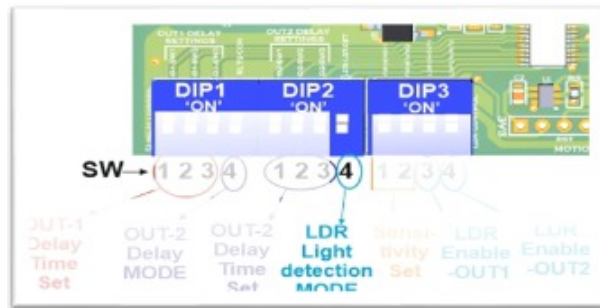 OUT1 DELAY SETTINGS
OUT2 DELAY SETTINGS
DIP1 DIP2 DIP3
'ON' 'ON' 'ON'
SW 1 2 3 4 1 2 3 4 1 2 3 4
OUT-1 Delay Time Set
OUT-2 Delay MODE
OUT-2 Delay Time Set
LDR Light detection MODE
Sensitivity Set
LDR Enable -OUT1
LDR Enable -OUT2
MOTIO